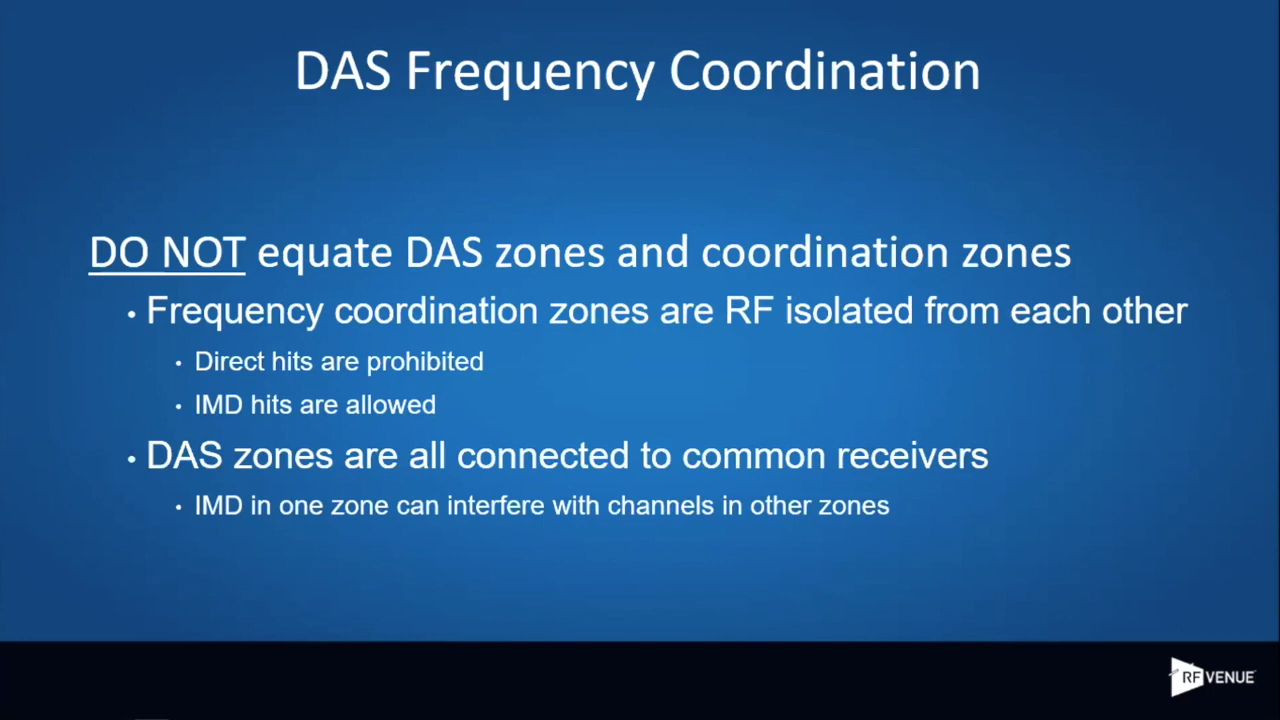 DAS Frequency Coordination
DO NOT equate DAS zones and coordination zones
• Frequency coordination zones are RF isolated from each other
• Direct hits are prohibited
• IMD hits are allowed
• DAS zones are all connected to common receivers
• IMD in one zone can interfere with channels in other zones
RF VENUE